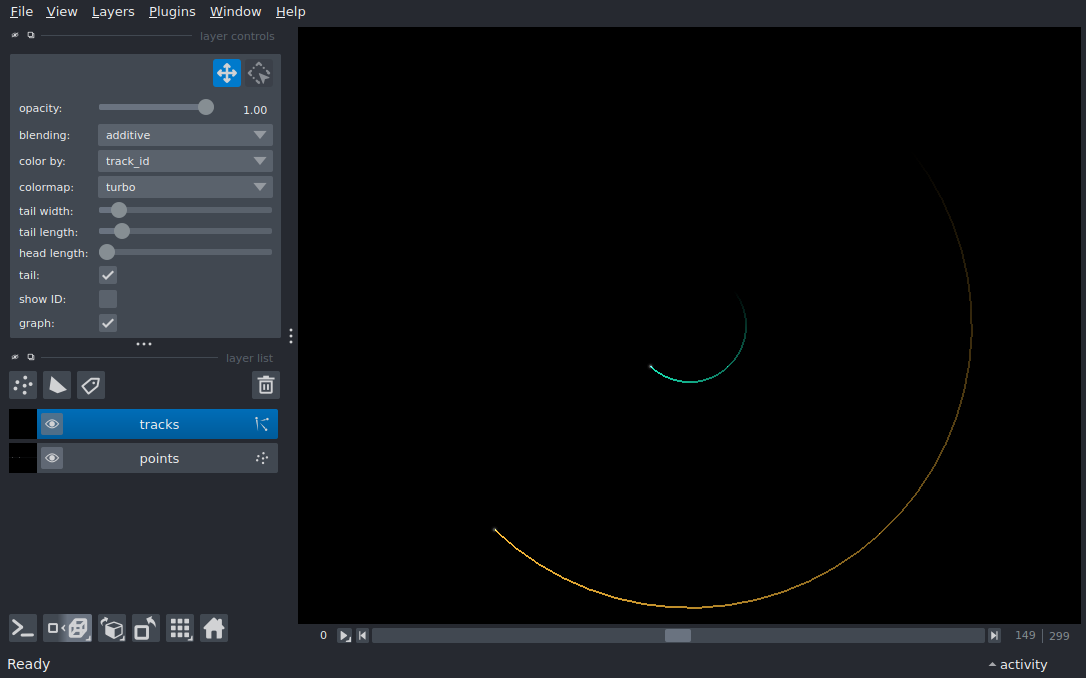 File View Layers Plugins Window Help
layer controls
opacity: 1.00
blending: additive
color by: track_id
colormap: turbo
tail width:
tail length:
head length:
tail:
show ID:
graph:
layer list
tracks
points
0 149 299
Ready activity